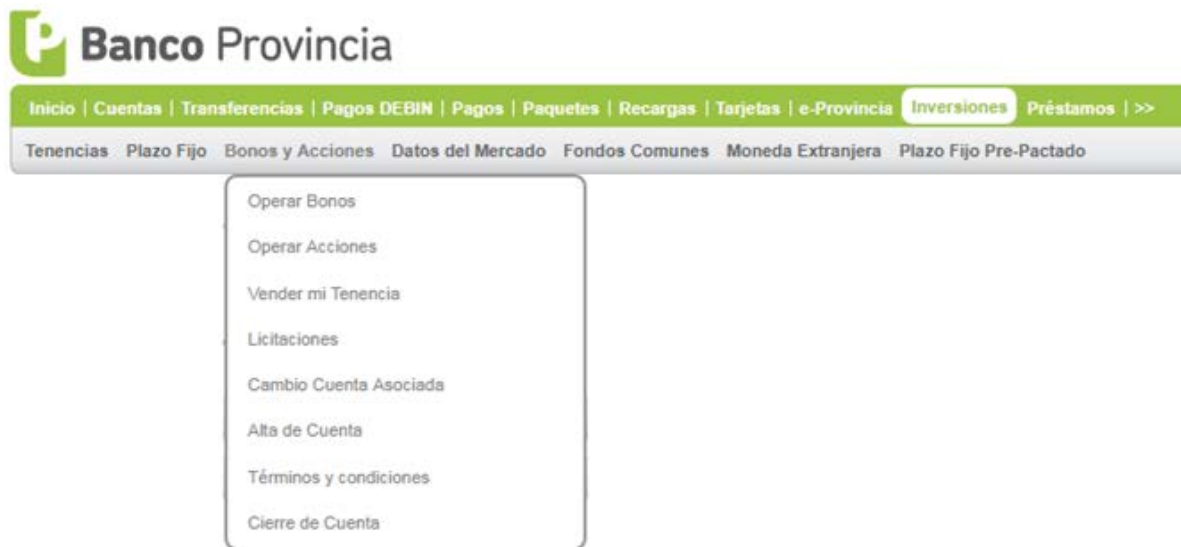 Banco Provincia
Inicio | Cuentas | Transferencias | Pagos DEBIN | Pagos | Paquetes | Recargas | Tarjetas | e-Provincia Inversiones Préstamos | >>
Tenencias Plazo Fijo Bonos y Acciones Datos del Mercado Fondos Comunes Moneda Extranjera Plazo Fijo Pre-Pactado
Operar Bonos
Operar Acciones
Vender mi Tenencia
Licitaciones
Cambio Cuenta Asociada
Alta de Cuenta
Términos y condiciones
Cierre de Cuenta